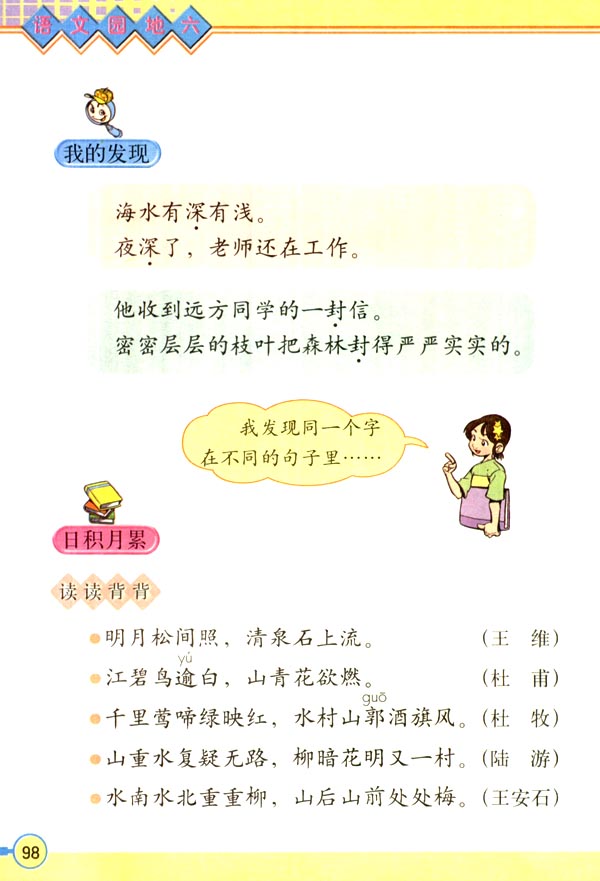 语文园地六
我的发现
海水有深有浅。
夜深了，老师还在工作。
他收到远方同学的一封信。
密密层层的枝叶把森林封得严严实实的。
我发现同一个字
在不同的句子里……
日积月累
读读背背
明月松间照，清泉石上流。（王 维）
yú
江碧鸟逾白，山青花欲燃。（杜 甫）
guō
千里莺啼绿映红，水村山郭酒旗风。（杜 牧）
山重水复疑无路，柳暗花明又一村。（陆 游）
水南水北重重柳，山后山前处处梅。（王安石）
98